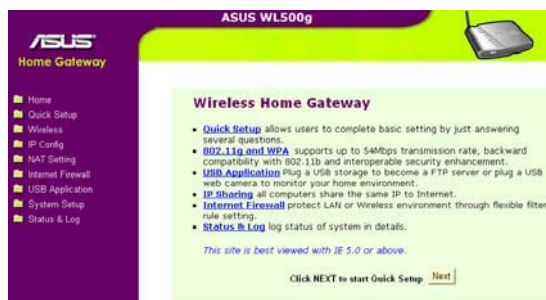 ASUS WL500g
ASUS
Home Gateway
Home
Quick Setup
Wireless
IP Config
NAT Setting
Internet Firewall
USB Application
System Setup
Status & Log
Wireless Home Gateway
Quick Setup allows users to complete basic setting by just answering
several questions.
802.11g and WPA supports up to 54Mbps transmission rate, backward
compatibility with 802.11b and interoperable security enhancement.
USB Application Plug a USB storage to become a FTP server or plug a USB
web camera to monitor your home environment.
IP Sharing all computers share the same IP to Internet.
Internet Firewall protect LAN or Wireless environment through flexible filter
rule setting.
Status & Log log status of system in details.
This site is best viewed with IE 5.0 or above.
Click NEXT to start Quick Setup Next